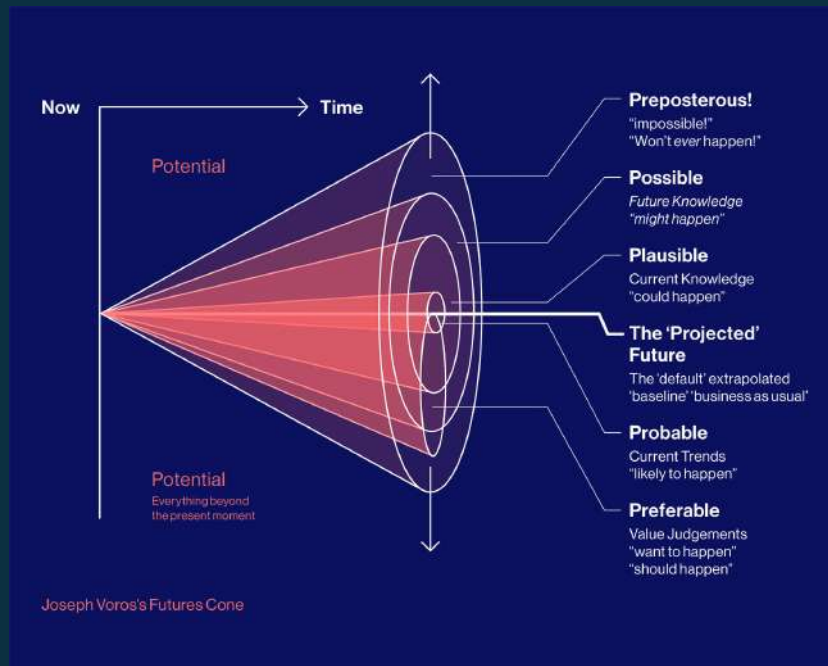 Now
Time
Potential
Preposterous!
"impossible!"
"Won't ever happen!"
Possible
Future Knowledge
"might happen"
Plausible
Current Knowledge
"could happen"
The 'Projected'
Future
The 'default' extrapolated
'baseline' 'business as usual'
Probable
Current Trends
"likely to happen"
Preferable
Value Judgements
"want to happen"
"should happen"
Potential
Everything beyond
the present moment
Joseph Voros's Futures Cone